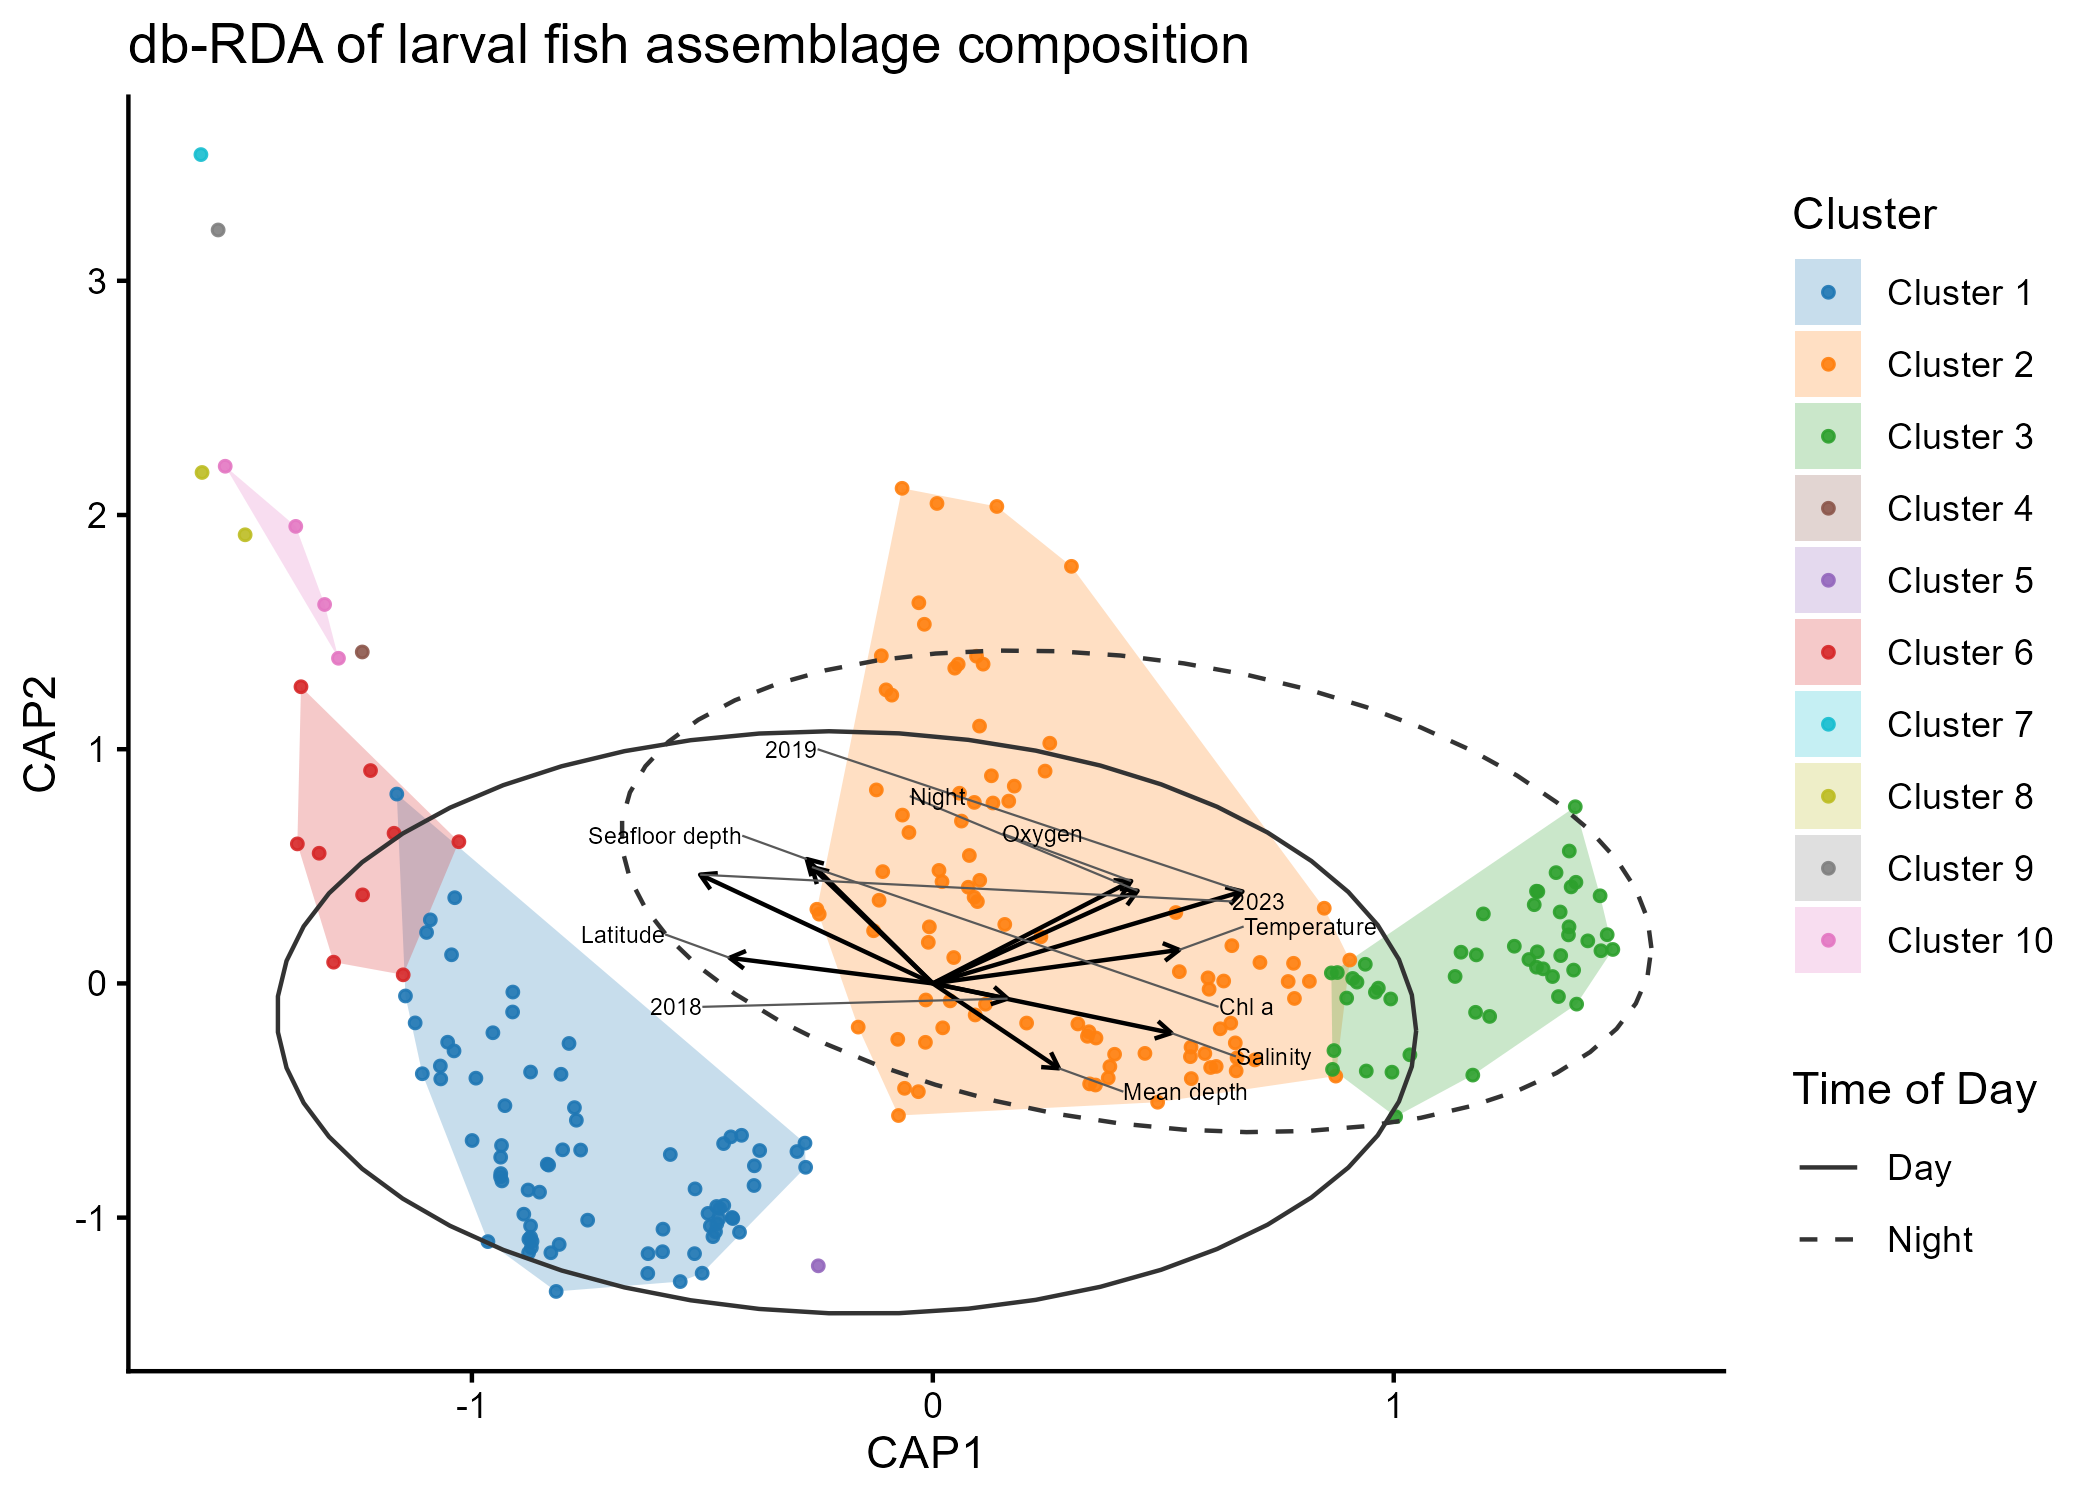 db-RDA of larval fish assemblage composition
CAP2
3
2
1
0
-1
2019
Night
Oxygen
Seafloor depth
2023
Temperature
Latitude
2018
Chl a
Salinity
Mean depth
-1
0
1
CAP1
Cluster
Cluster 1
Cluster 2
Cluster 3
Cluster 4
Cluster 5
Cluster 6
Cluster 7
Cluster 8
Cluster 9
Cluster 10
Time of Day
Day
Night